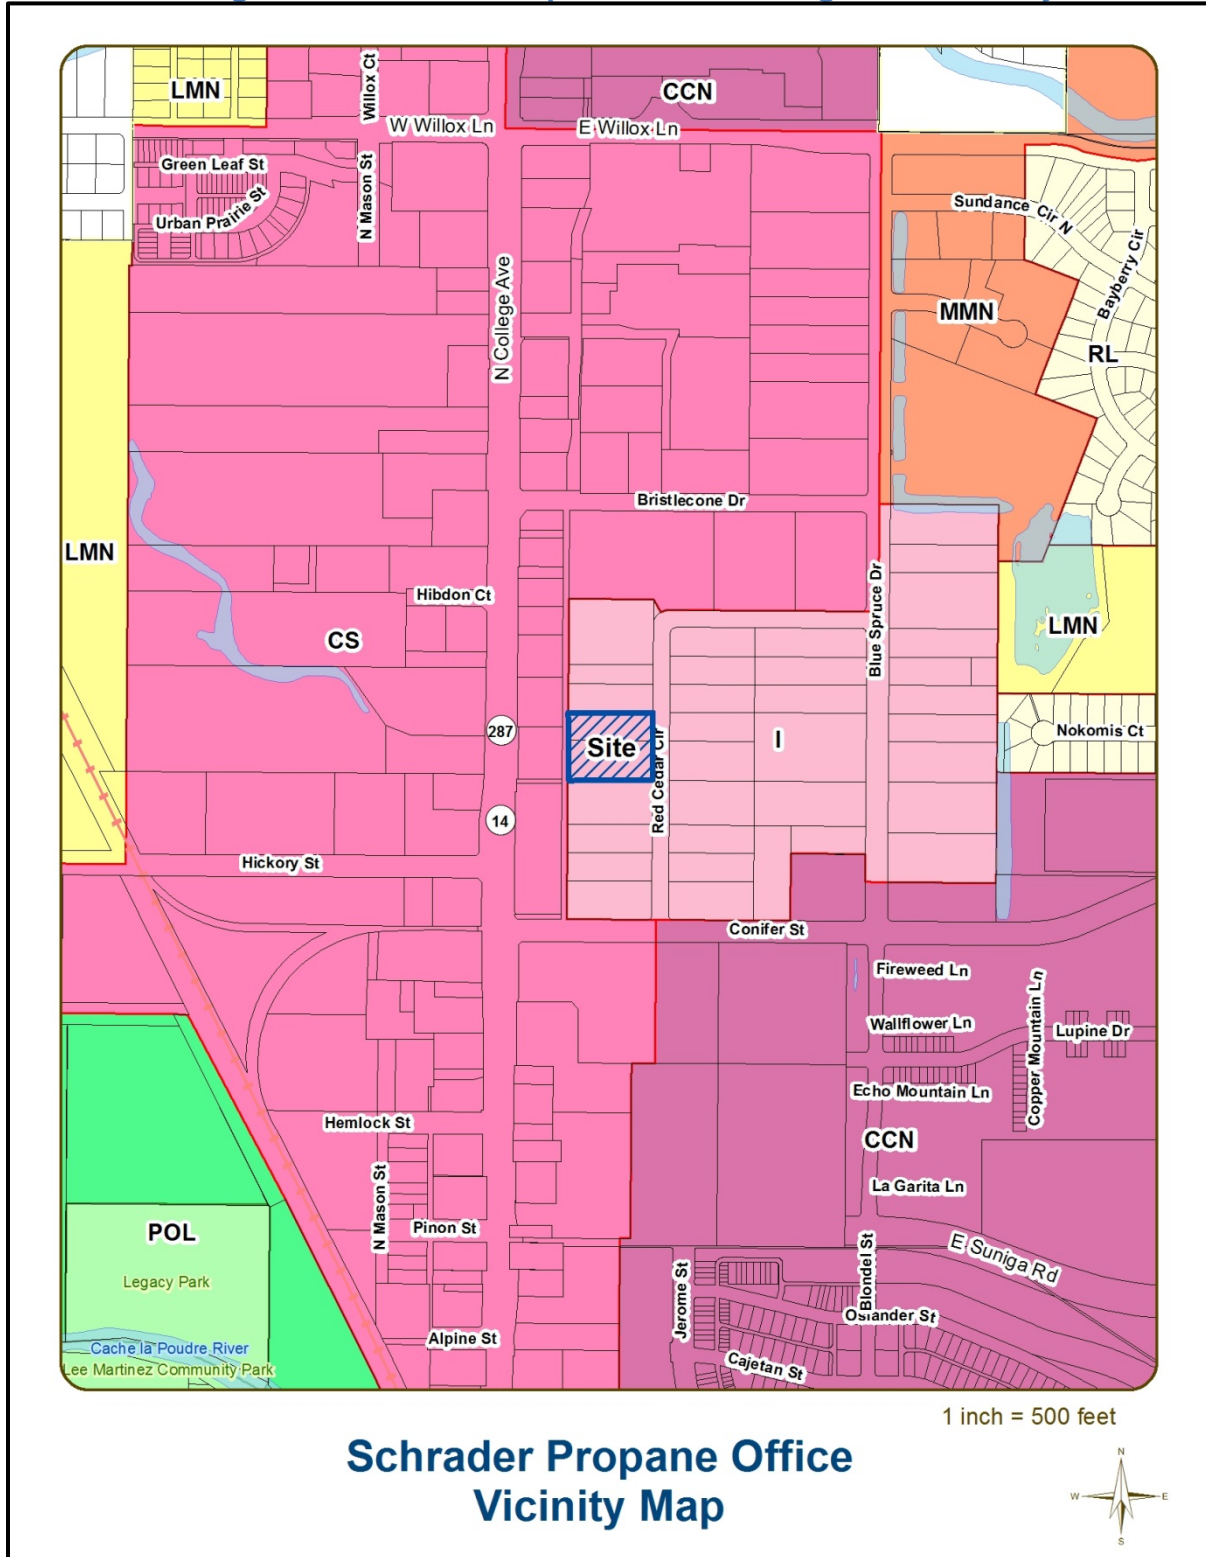 LMN
Willox Ct
CCN
W Willox Ln
E Willox Ln
Green Leaf St
N Mason St
Urban Prairie St
Sundance Cir N
Bayberry Cir
N College Ave
MMN
RL
Bristlecone Dr
LMN
Hibdon Ct
Blue Spruce Dr
CS
LMN
287
Site
Red Cedar Cir
I
Nokomis Ct
14
Hickory St
Conifer St
Fireweed Ln
Copper Mountain Ln
Wallflower Ln
Lupine Dr
Echo Mountain Ln
Hemlock St
CCN
N Mason St
La Garita Ln
POL
Pinon St
Blondel St
E Suniga Rd
Legacy Park
Jerome St
Osiander St
Alpine St
Cache la Poudre River
Lee Martinez Community Park
Cajetan St
1 inch = 500 feet
Schrader Propane Office
Vicinity Map
N
W
E
S